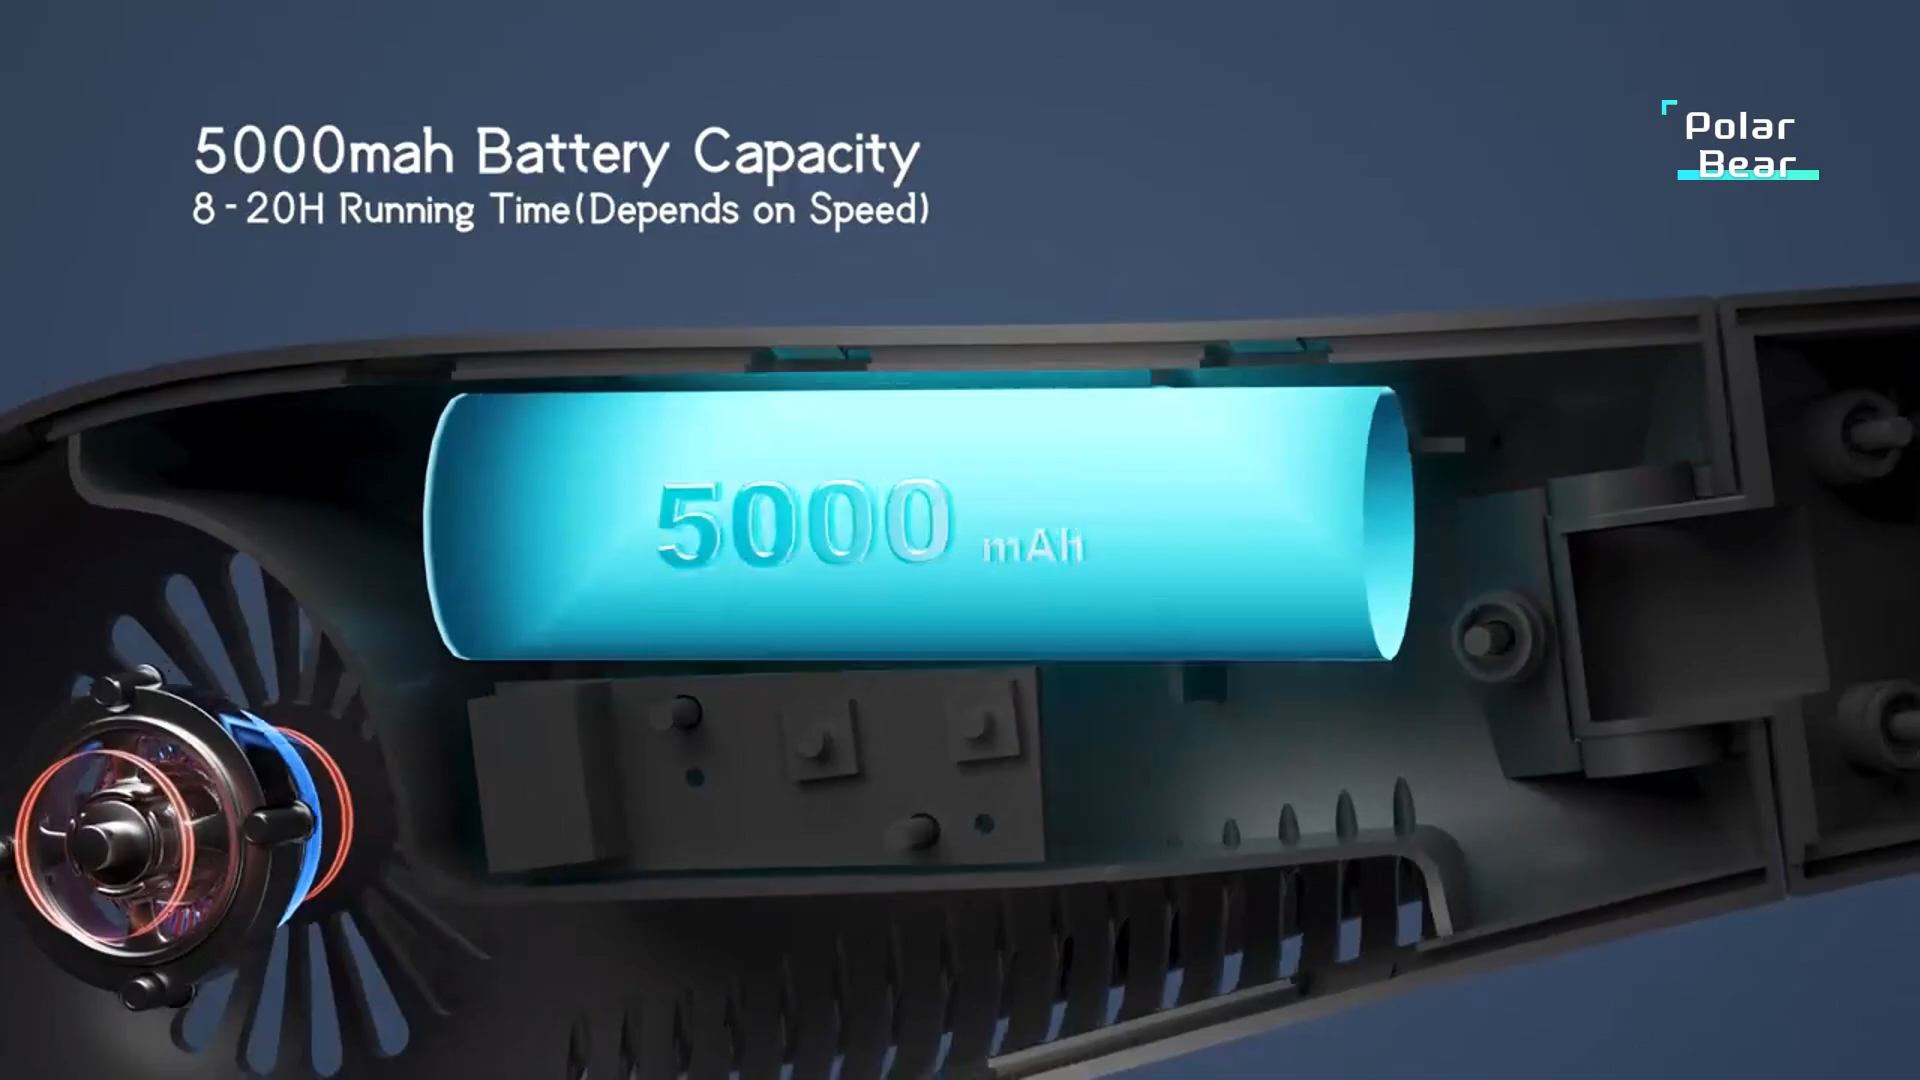 5000mah Battery Capacity
8-20H Running Time(Depends on Speed)
Polar
Bear
5000 mAh